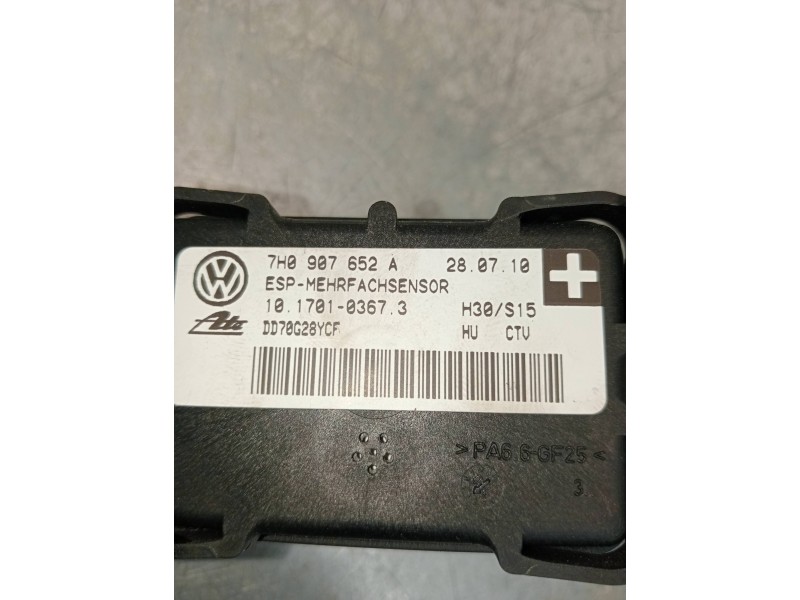 7H0 907 652 A 28.07.10
ESP-MEHRFACHSENSOR
10.1701-0367.3 H30/S15
Ate DD70G28YCF HU CTV
>PA6.6-GF25<
3